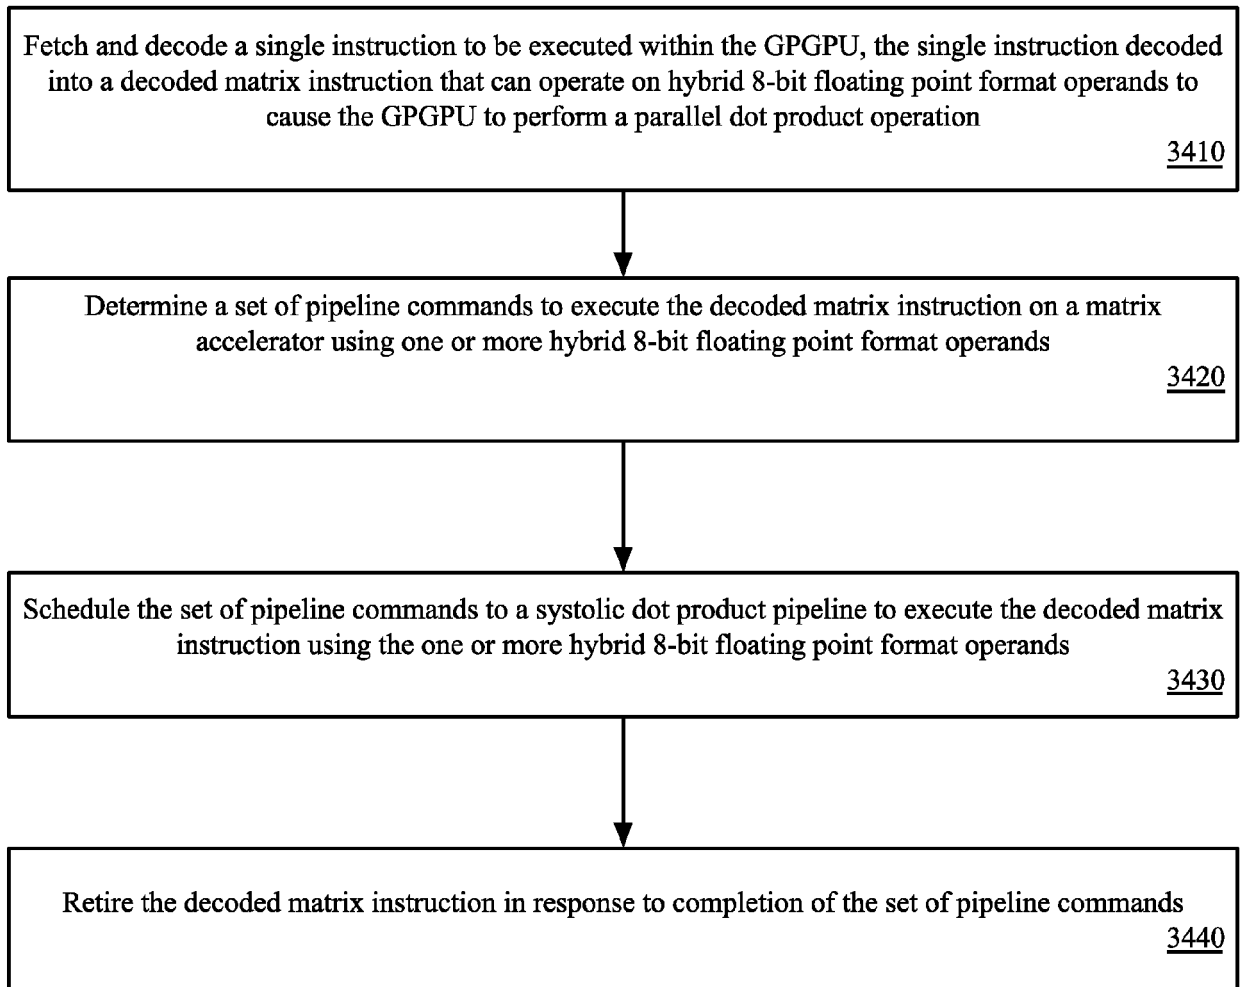 Fetch and decode a single instruction to be executed within the GPGPU, the single instruction decoded
into a decoded matrix instruction that can operate on hybrid 8-bit floating point format operands to
cause the GPGPU to perform a parallel dot product operation
3410
Determine a set of pipeline commands to execute the decoded matrix instruction on a matrix
accelerator using one or more hybrid 8-bit floating point format operands
3420
Schedule the set of pipeline commands to a systolic dot product pipeline to execute the decoded matrix
instruction using the one or more hybrid 8-bit floating point format operands
3430
Retire the decoded matrix instruction in response to completion of the set of pipeline commands
3440